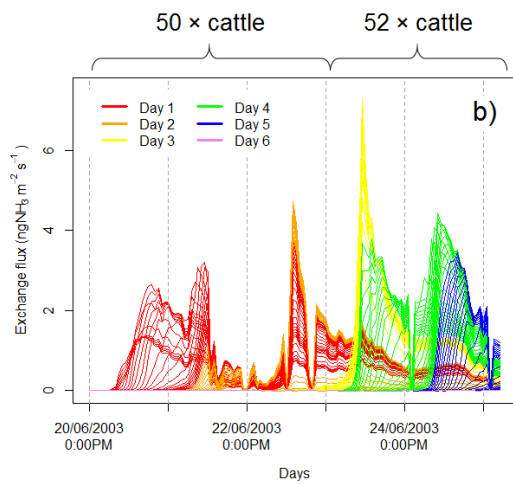 50 × cattle 52 × cattle
b)
Day 1 Day 4
Day 2 Day 5
Day 3 Day 6
Exchange flux (ngNH₃ m⁻² s⁻¹)
6
4
2
0
20/06/2003 22/06/2003 24/06/2003
0:00PM 0:00PM 0:00PM
Days